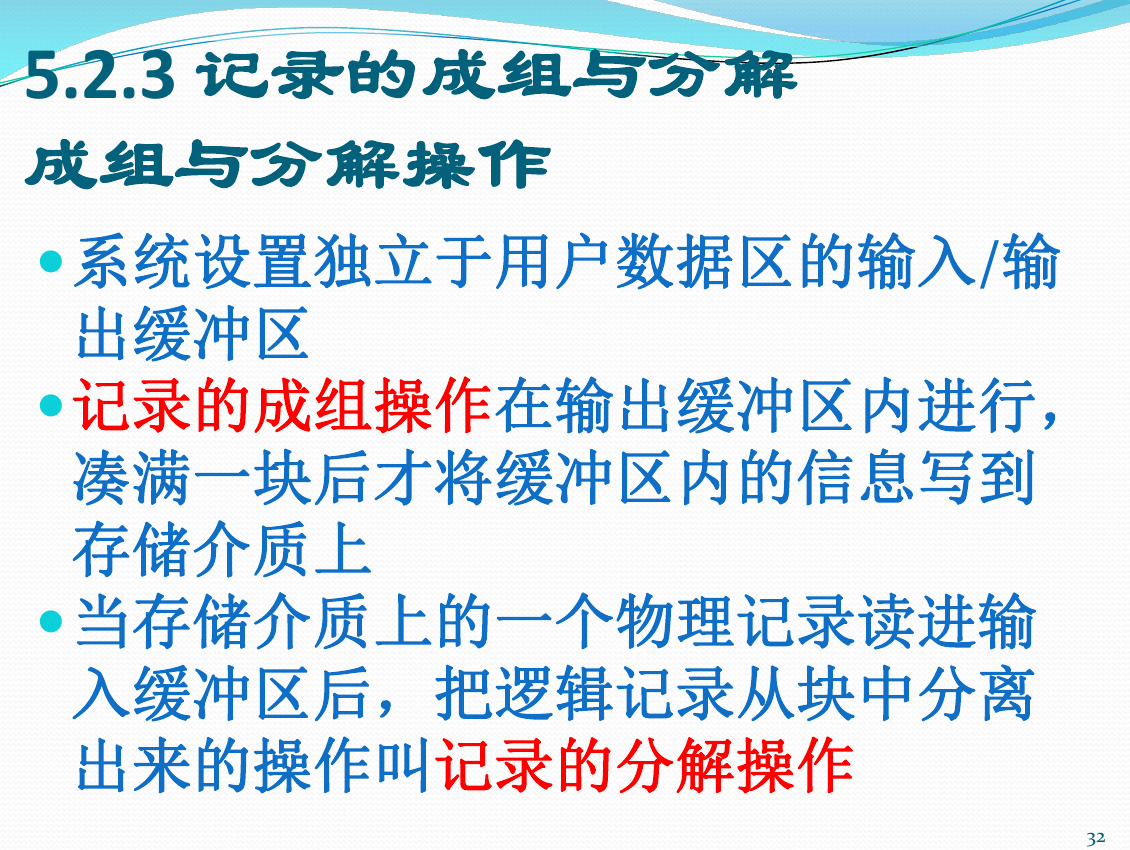 5.2.3 记录的成组与分解
成组与分解操作
•系统设置独立于用户数据区的输入/输
出缓冲区
•记录的成组操作在输出缓冲区内进行，
凑满一块后才将缓冲区内的信息写到
存储介质上
•当存储介质上的一个物理记录读进输
入缓冲区后，把逻辑记录从块中分离
出来的操作叫记录的分解操作
32